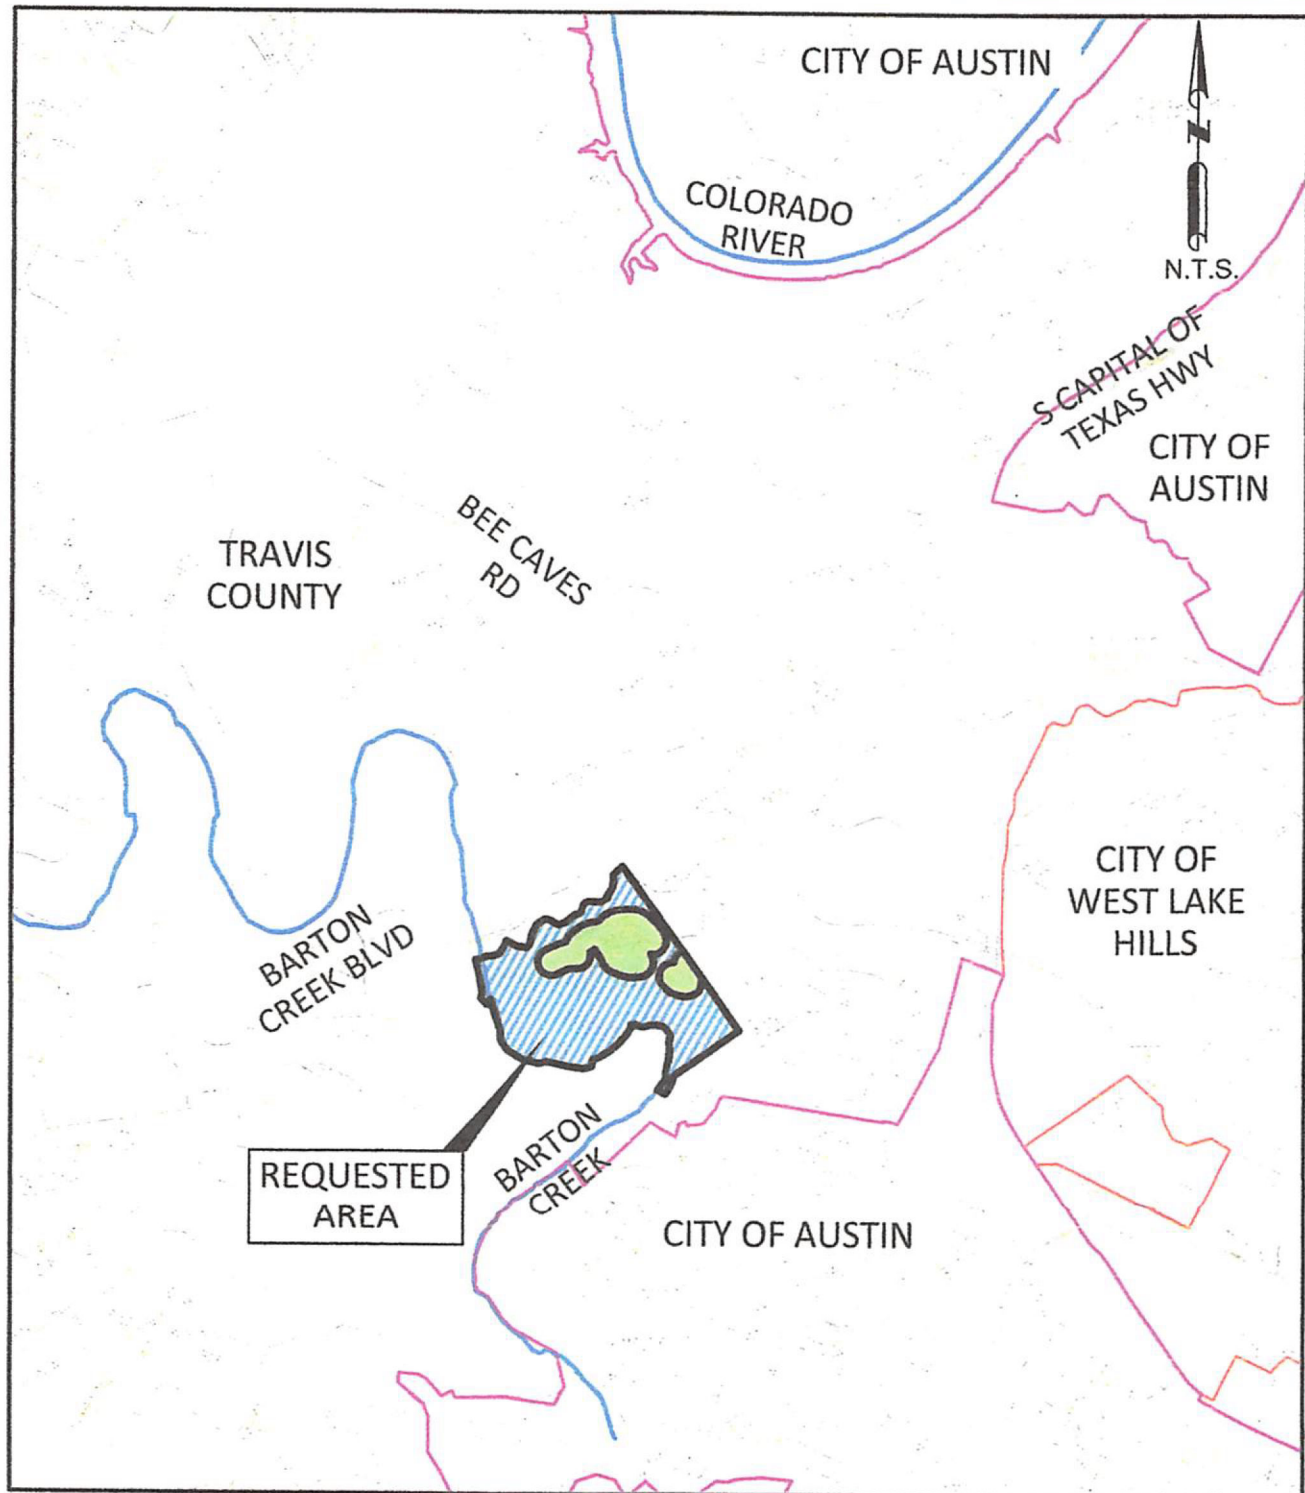 CITY OF AUSTIN
N
N.T.S.
COLORADO
RIVER
S CAPITAL OF
TEXAS HWY
CITY OF
AUSTIN
BEE CAVES
RD
TRAVIS
COUNTY
CITY OF
WEST LAKE
HILLS
BARTON
CREEK BLVD
BARTON
CREEK
REQUESTED
AREA
CITY OF AUSTIN